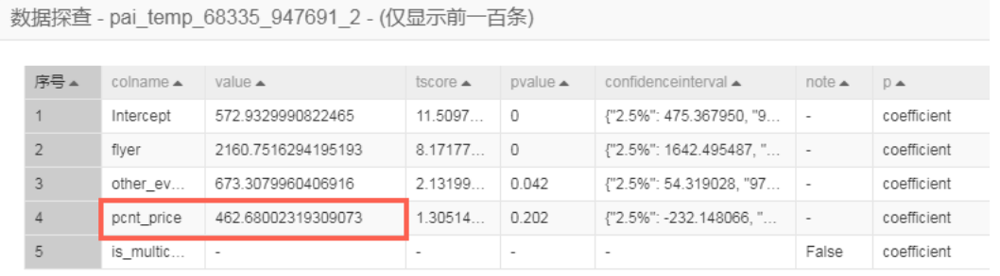 数据探查 - pai_temp_68335_947691_2 - (仅显示前一百条)
序号 colname value tscore pvalue confidenceinterval note p
1 Intercept 572.9329990822465 11.5097... 0 {"2.5%": 475.367950, "9... - coefficient
2 flyer 2160.7516294195193 8.17177... 0 {"2.5%": 1642.495487, "... - coefficient
3 other_ev... 673.3079960406916 2.13199... 0.042 {"2.5%": 54.319028, "97... - coefficient
4 pcnt_price 462.68002319309073 1.30514... 0.202 {"2.5%": -232.148066, "... - coefficient
5 is_multic... - - - - False coefficient